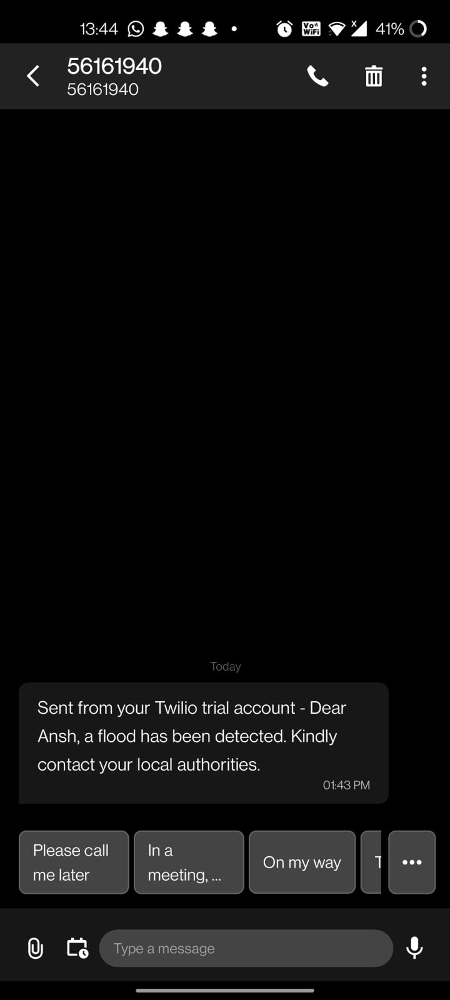 13:44
Vo))
WiFi
X
41%
56161940
56161940
Today
Sent from your Twilio trial account - Dear
Ansh, a flood has been detected. Kindly
contact your local authorities.
01:43 PM
Please call
me later
In a
meeting, ...
On my way
T
Type a message